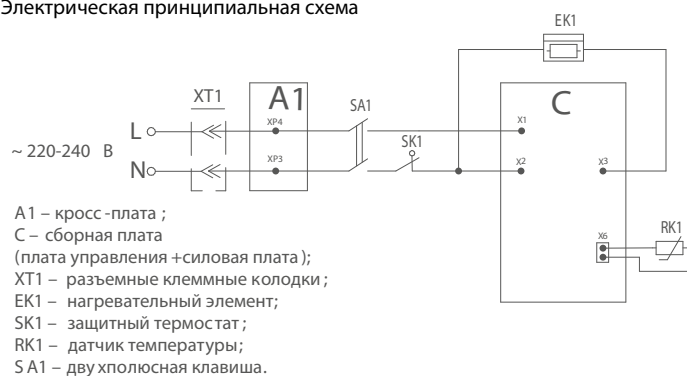 Электрическая принципиальная схема
EK1
XT1
A1
C
SA1
XP4
X1
L
SK1
~ 220-240 В
XP3
X2
X3
N
X6
RK1
A1 – кросс-плата ;
C – сборная плата
(плата управления +силовая плата );
XT1 – разъемные клеммные колодки ;
EK1 – нагревательный элемент;
SK1 – защитный термостат ;
RK1 – датчик температуры;
S A1 – двухполюсная клавиша.